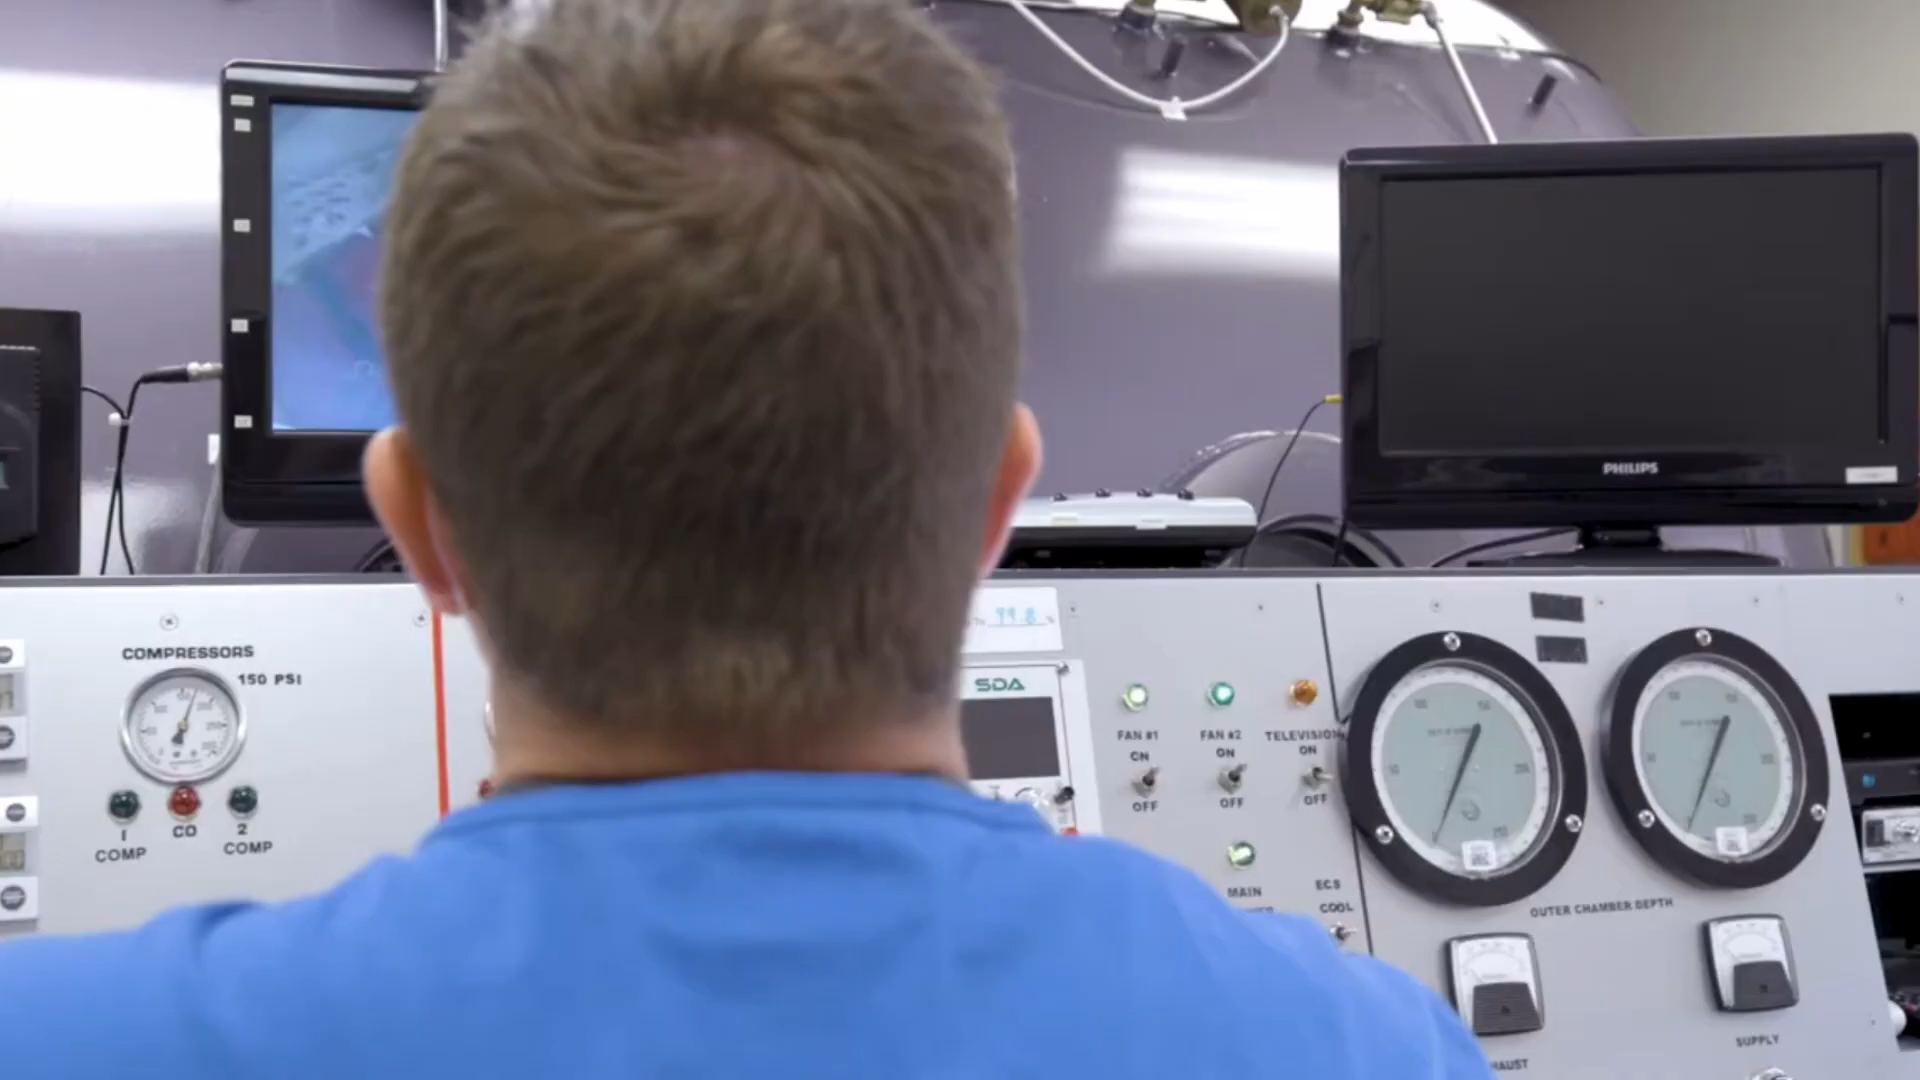 PHILIPS
COMPRESSORS
150 PSI
1
COMP
CO
2
COMP
99.8 %
SDA
FAN #1
ON
OFF
FAN #2
ON
OFF
TELEVISION
ON
OFF
MAIN
ECS
COOL
OUTER CHAMBER DEPTH
SUPPLY